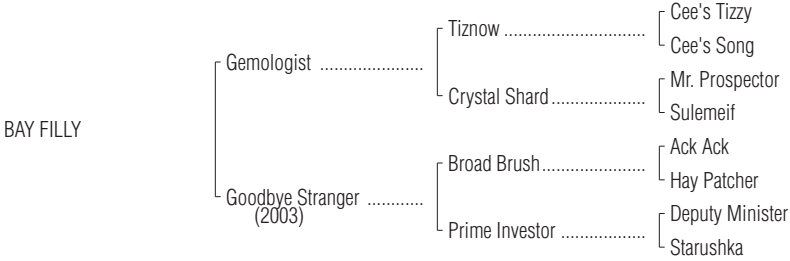 Cee's Tizzy
Tiznow ..............................
Cee's Song
Gemologist ......................
Mr. Prospector
Crystal Shard....................
Sulemeif
BAY FILLY
Ack Ack
Broad Brush......................
Hay Patcher
Goodbye Stranger ............
(2003)
Deputy Minister
Prime Investor ..................
Starushka